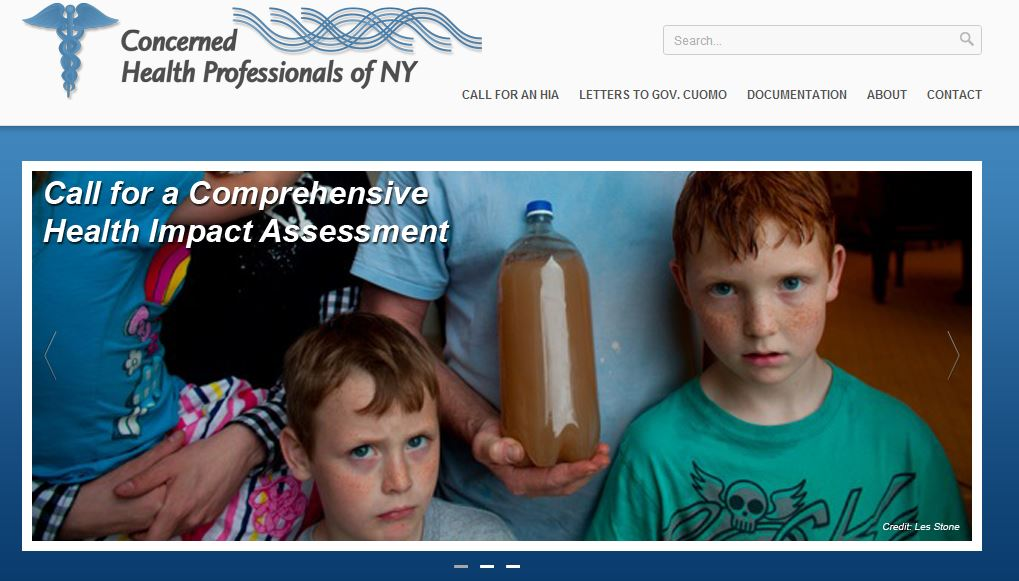 Concerned
Health Professionals of NY
Search...
CALL FOR AN HIA LETTERS TO GOV. CUOMO DOCUMENTATION ABOUT CONTACT
Call for a Comprehensive
Health Impact Assessment
Credit: Les Stone